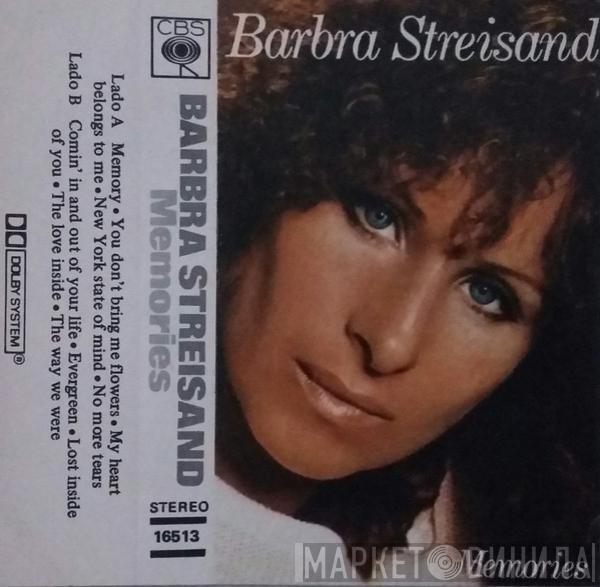 Barbra Streisand
CBS
BARBRA STREISAND
Memories
STEREO
16513
Lado A Memory • You don't bring me flowers • My heart
belongs to me • New York state of mind • No more tears
Lado B Comin' in and out of your life • Evergreen • Lost inside
of you • The love inside • The way we were
DOLBY SYSTEM®
Memories
МАРКЕТ ВИНИЛА